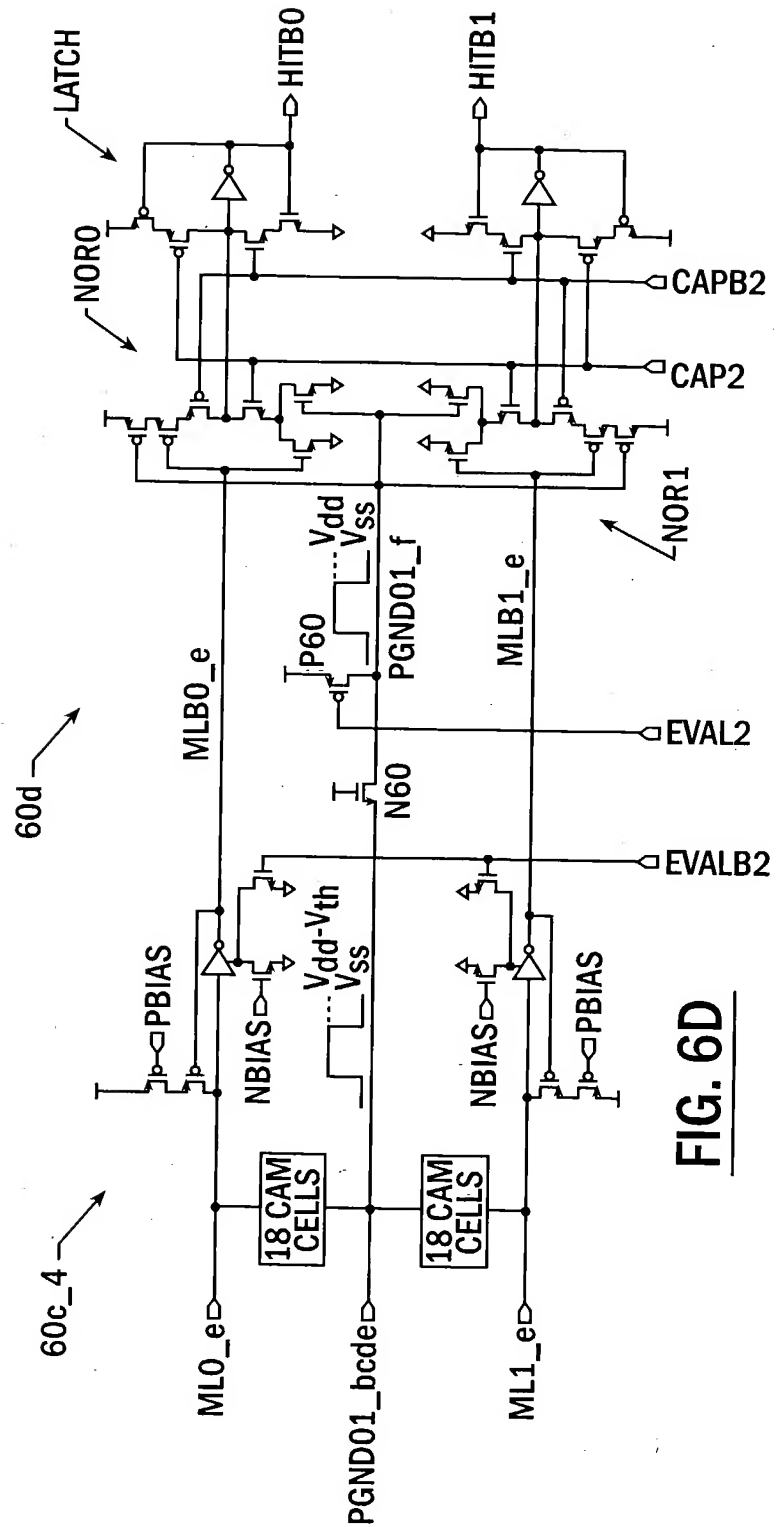 60c_4
60d
NOR0
LATCH
PBIAS
MLB0_e
HITB0
ML0_e
NBIAS
18 CAM
CELLS
Vdd-Vth
Vss
P60
Vdd
Vss
PGND01_bcde
N60
PGND01_f
18 CAM
CELLS
NBIAS
ML1_e
MLB1_e
HITB1
PBIAS
NOR1
EVALB2
EVAL2
CAP2
CAPB2
FIG. 6D